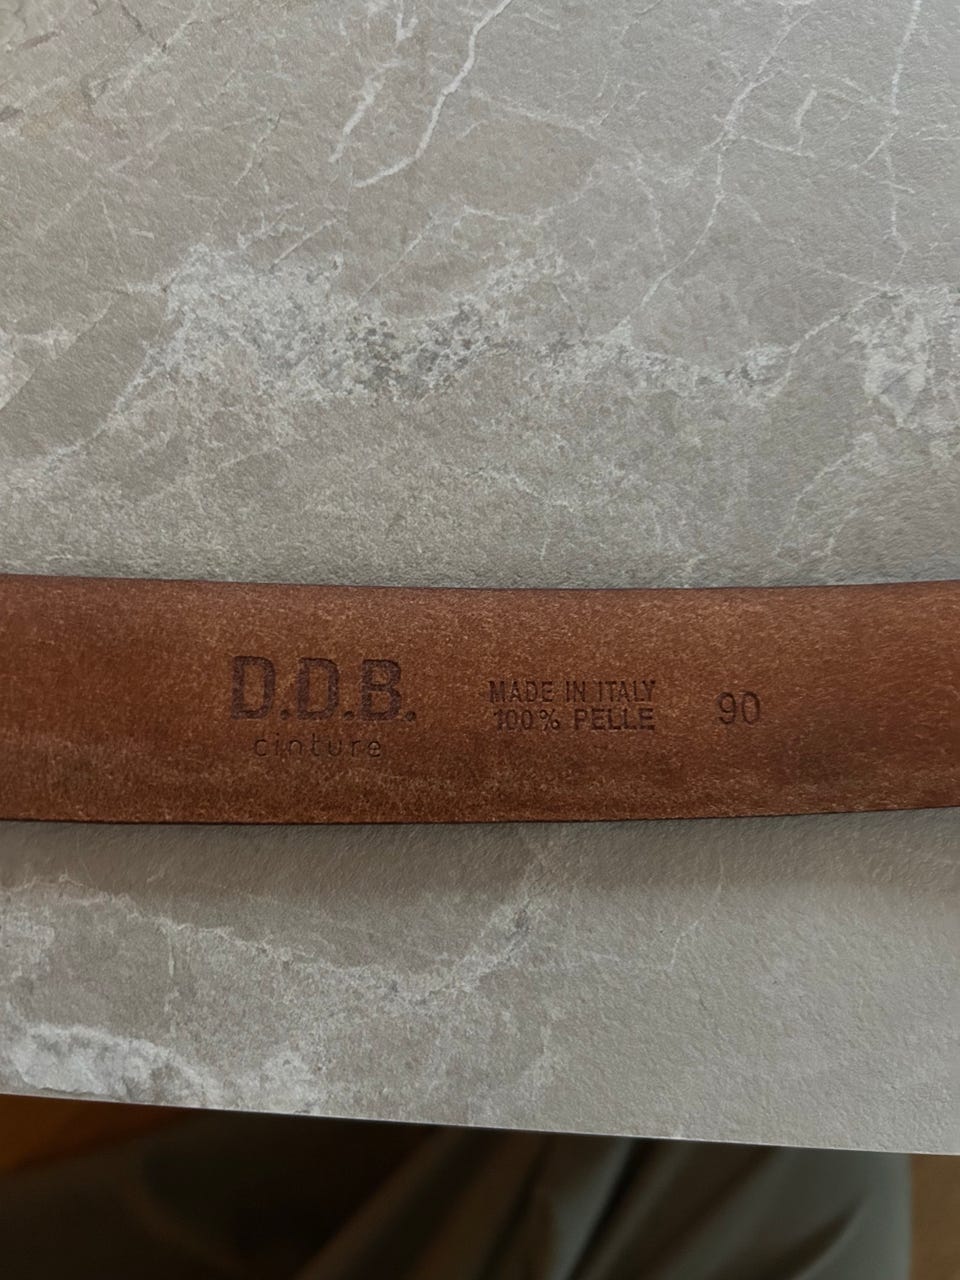 D.D.B.
cinture
MADE IN ITALY
100% PELLE
90